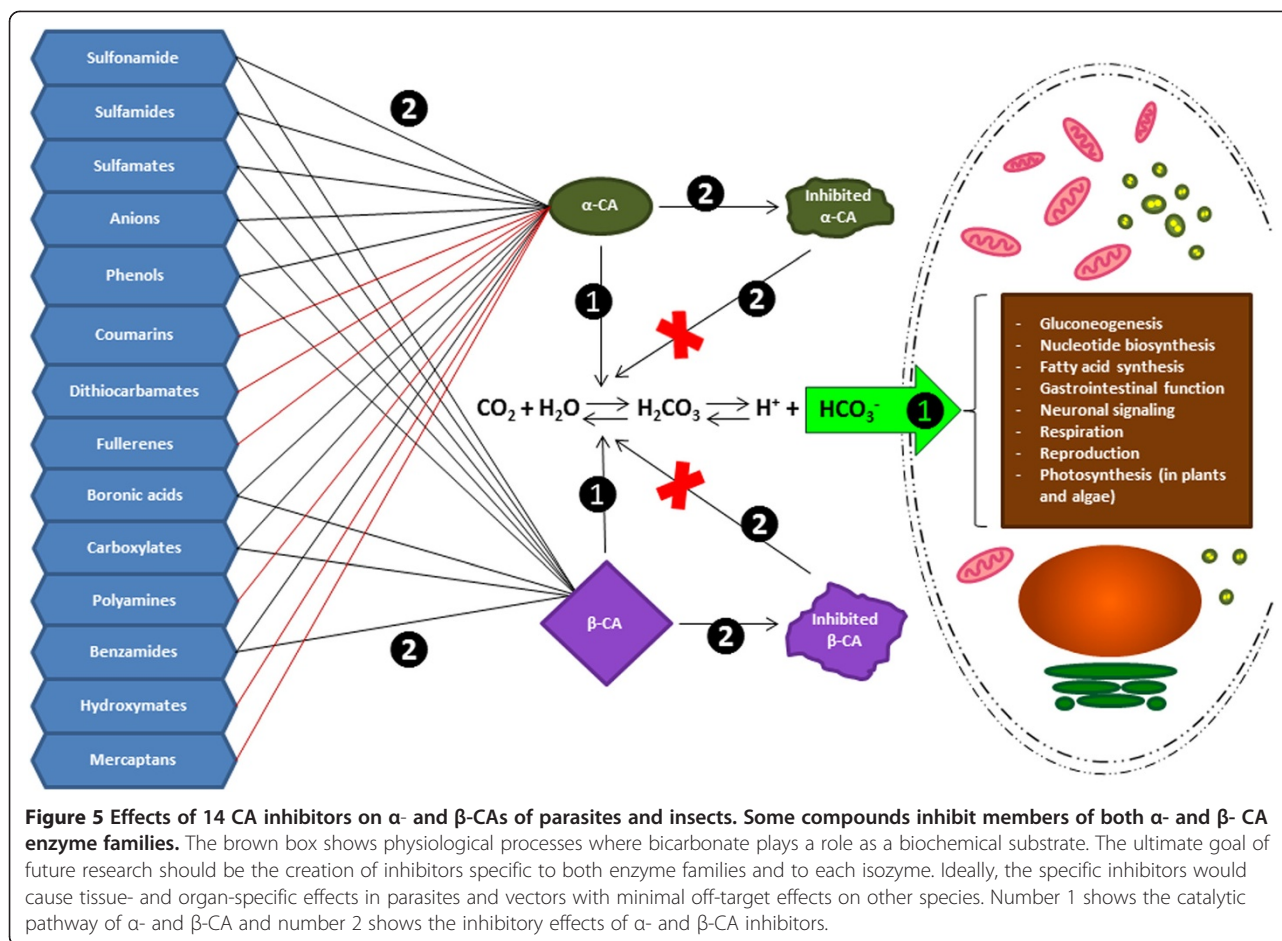 Sulfonamide
Sulfamides
Sulfamates
Anions
Phenols
Coumarins
Dithiocarbamates
Fullerenes
Boronic acids
Carboxylates
Polyamines
Benzamides
Hydroxymates
Mercaptans
2
2
α-CA
2
Inhibited
α-CA
1
2
CO₂ + H₂O ⇌ H₂CO₃ ⇌ H⁺ + HCO₃⁻ 1
1
2
β-CA
2
Inhibited
β-CA
- Gluconeogenesis
- Nucleotide biosynthesis
- Fatty acid synthesis
- Gastrointestinal function
- Neuronal signaling
- Respiration
- Reproduction
- Photosynthesis (in plants
and algae)
Figure 5 Effects of 14 CA inhibitors on α- and β-CAs of parasites and insects. Some compounds inhibit members of both α- and β- CA
enzyme families. The brown box shows physiological processes where bicarbonate plays a role as a biochemical substrate. The ultimate goal of
future research should be the creation of inhibitors specific to both enzyme families and to each isozyme. Ideally, the specific inhibitors would
cause tissue- and organ-specific effects in parasites and vectors with minimal off-target effects on other species. Number 1 shows the catalytic
pathway of α- and β-CA and number 2 shows the inhibitory effects of α- and β-CA inhibitors.